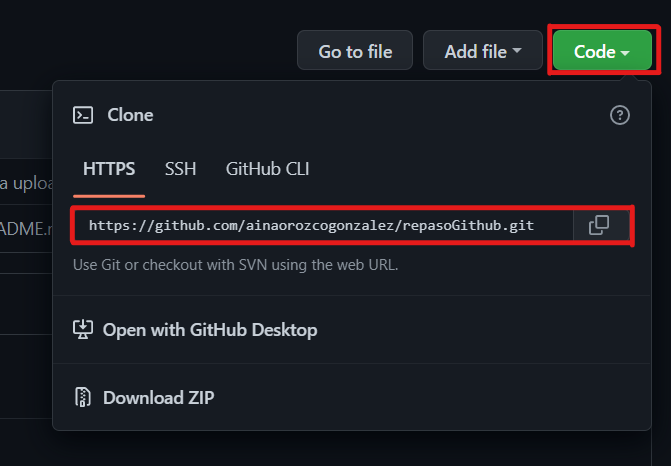 Go to file Add file Code
Clone
HTTPS SSH GitHub CLI
a uploa
ADME.m
https://github.com/ainaorozcogonzalez/repasoGithub.git
Use Git or checkout with SVN using the web URL.
Open with GitHub Desktop
Download ZIP